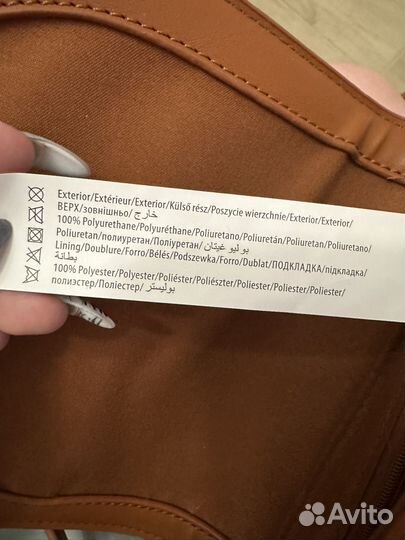 Exterior/Extérieur/Exterior/Külső rész/Poszycie wierzchnie/Exterior/Exterior/
ВЕРХ/зовнішньо/خارج
100% Polyurethane/Polyuréthane/Poliuretano/Poliuretán/Poliuretan/Poliuretano/
Poliuretan/полиуретан/Поліуретан/بوليو غيتان
Lining/Doublure/Forro/Bélés/Podszewka/Forro/Dublat/ПОДКЛАДКА/підкладка/
بطانة
100% Polyester/Polyester/Poliéster/Poliészter/Poliester/Poliester/Poliester/
полиэстер/Поліестер/بوليستر
Avito